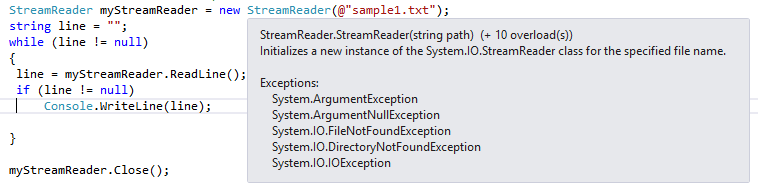 StreamReader myStreamReader = new StreamReader(@"sample1.txt");
string line = "";
while (line != null)
{
line = myStreamReader.ReadLine();
if (line != null)
Console.WriteLine(line);
}
myStreamReader.Close();
StreamReader.StreamReader(string path) (+ 10 overload(s))
Initializes a new instance of the System.IO.StreamReader class for the specified file name.
Exceptions:
System.ArgumentException
System.ArgumentNullException
System.IO.FileNotFoundException
System.IO.DirectoryNotFoundException
System.IO.IOException